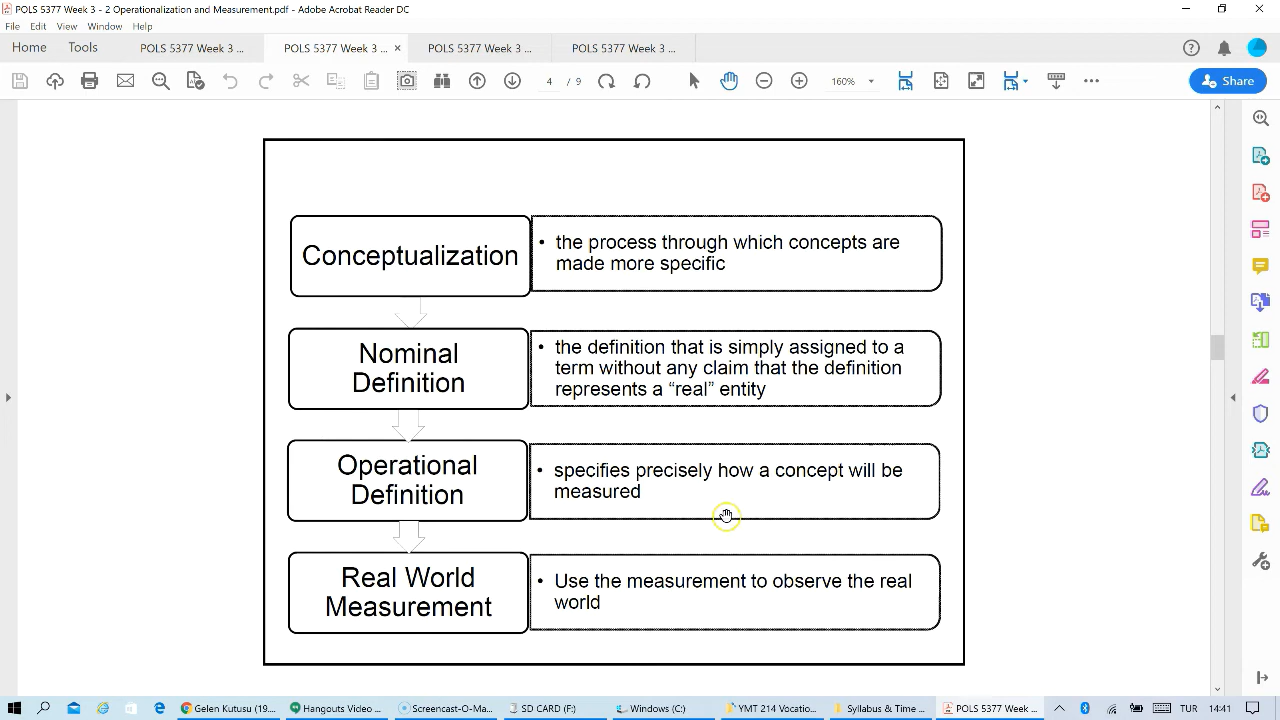 POLS 5377 Week 3 - 2 Operationalization and Measurement.pdf - Adobe Acrobat Reader DC
File Edit View Window Help
Home Tools POLS 5377 Week 3 ... POLS 5377 Week 3 ... × POLS 5377 Week 3 ... POLS 5377 Week 3 ...
4 / 9 160% Share
Conceptualization
• the process through which concepts are
made more specific
Nominal
Definition
• the definition that is simply assigned to a
term without any claim that the definition
represents a “real” entity
Operational
Definition
• specifies precisely how a concept will be
measured
Real World
Measurement
• Use the measurement to observe the real
world
Gelen Kutusu (19... Hangouts Video ... Screencast-O-Ma... SD CARD (F:) Windows (C:) YMT 214 Vocatio... Syllabus & Time ... POLS 5377 Week ... TUR 14:41